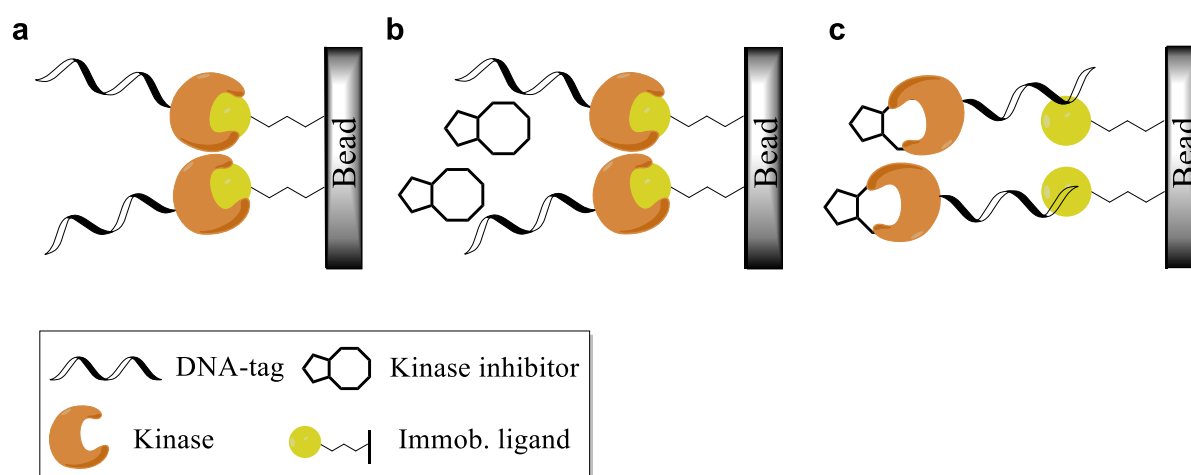 a
b
c
Bead
Bead
Bead
DNA-tag
Kinase inhibitor
Kinase
Immob. ligand